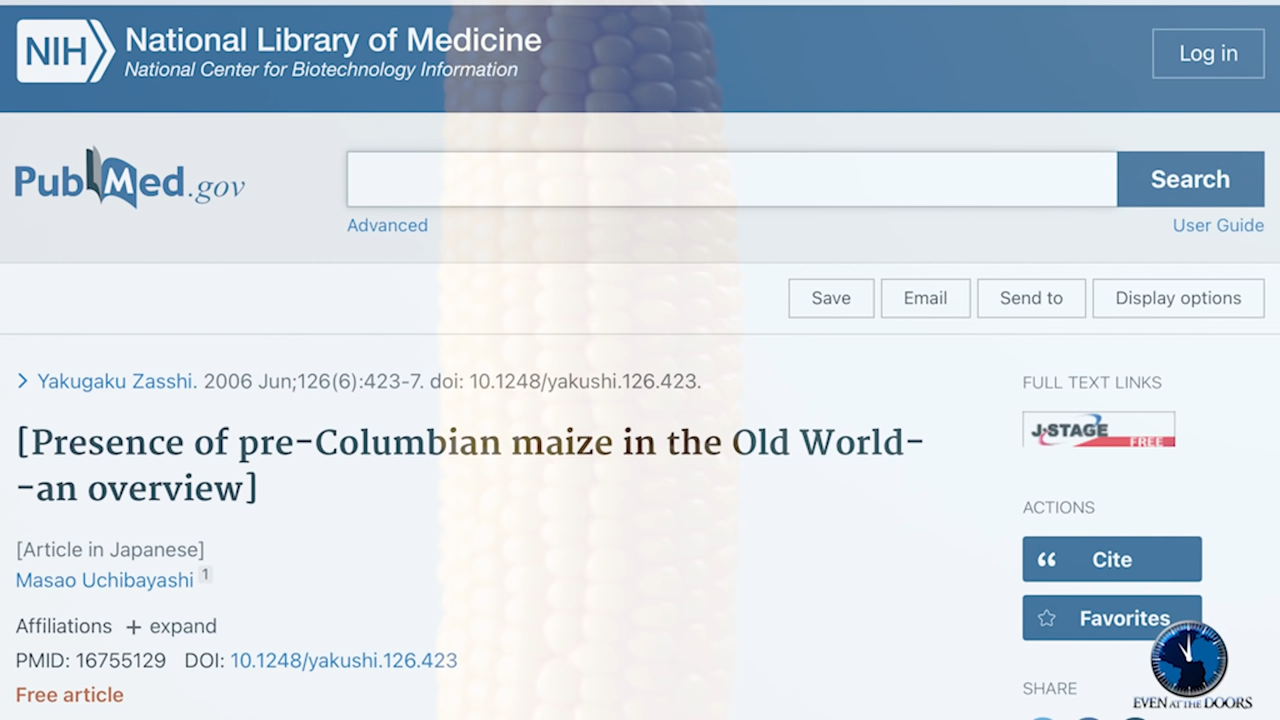 NIH
National Library of Medicine
National Center for Biotechnology Information
Log in
PubMed.gov
Search
Advanced
User Guide
Save
Email
Send to
Display options
Yakugaku Zasshi. 2006 Jun;126(6):423-7. doi: 10.1248/yakushi.126.423.
FULL TEXT LINKS
J-STAGE
FREE
[Presence of pre-Columbian maize in the Old World-
-an overview]
ACTIONS
[Article in Japanese]
Cite
Masao Uchibayashi 1
Favorites
Affiliations + expand
PMID: 16755129 DOI: 10.1248/yakushi.126.423
SHARE
Free article
EVEN AT THE DOORS